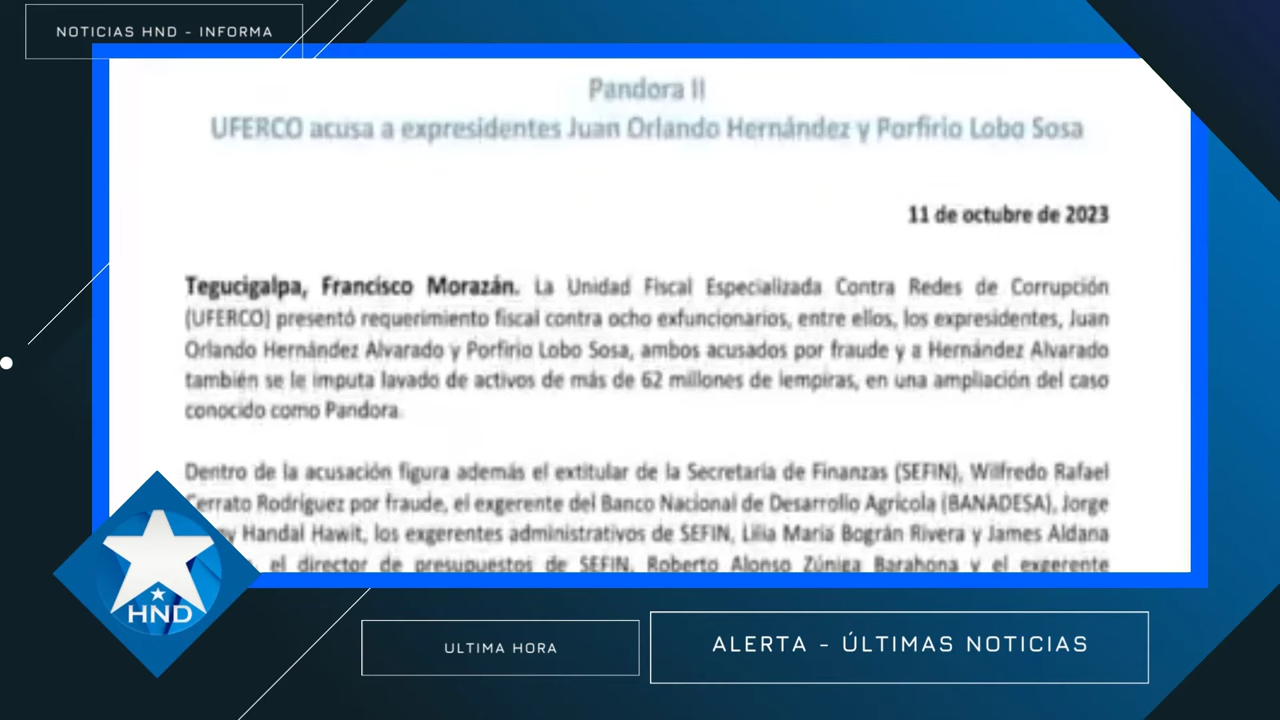 NOTICIAS HND - INFORMA
Pandora II
UFERCO acusa a expresidentes Juan Orlando Hernández y Porfirio Lobo Sosa
11 de octubre de 2023
Tegucigalpa, Francisco Morazán. La Unidad Fiscal Especializada Contra Redes de Corrupción
(UFERCO) presentó requerimiento fiscal contra ocho exfuncionarios, entre ellos, los expresidentes, Juan
Orlando Hernández Alvarado y Porfirio Lobo Sosa, ambos acusados por fraude y a Hernández Alvarado
también se le imputa lavado de activos de más de 62 millones de lempiras, en una ampliación del caso
conocido como Pandora.
Dentro de la acusación figura además el extitular de la Secretaría de Finanzas (SEFIN), Wilfredo Rafael
Cerrato Rodríguez por fraude, el exgerente del Banco Nacional de Desarrollo Agrícola (BANADESA), Jorge
Handal Hawit, los exgerentes administrativos de SEFIN, Lilia María Bográn Rivera y James Aldana
el director de presupuestos de SEFIN, Roberto Alonso Zúniga Barahona y el exgerente
HND
ULTIMA HORA
ALERTA - ÚLTIMAS NOTICIAS